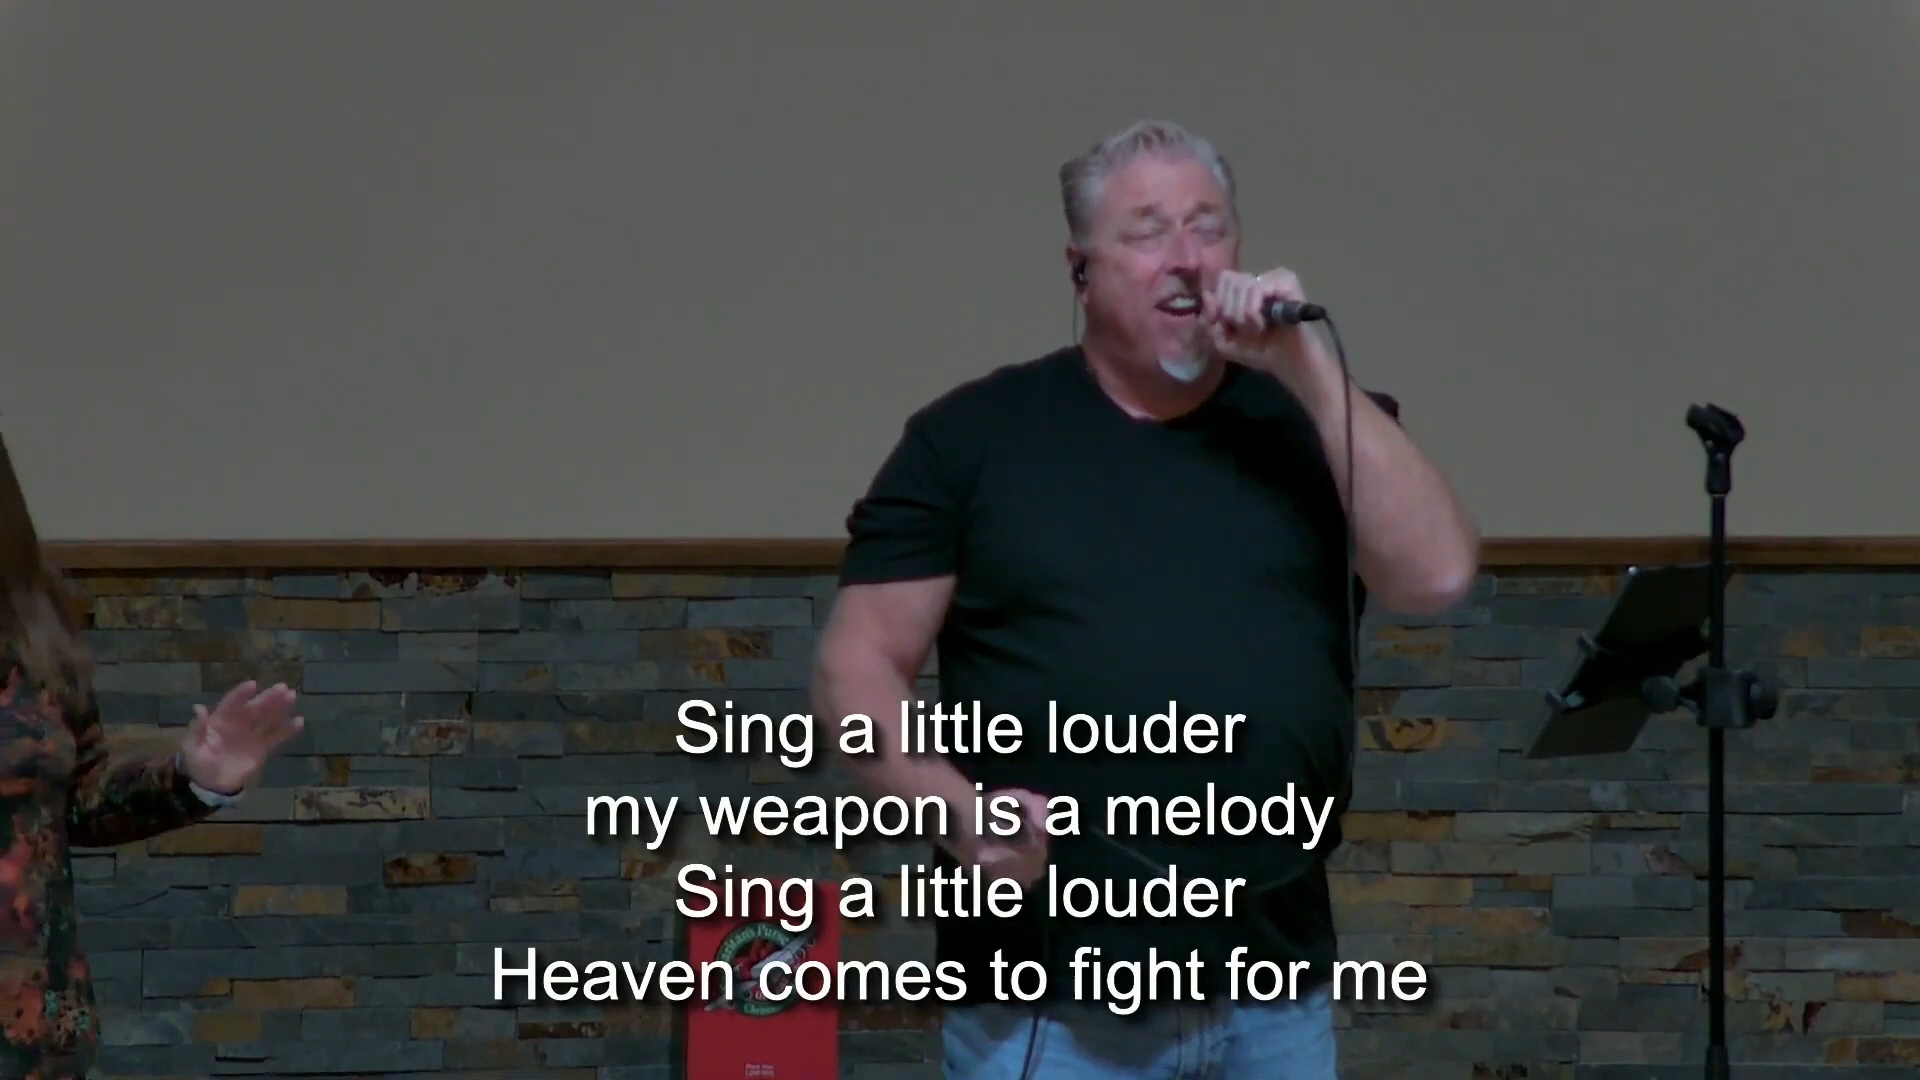 Sing a little louder
my weapon is a melody
Sing a little louder
Heaven comes to fight for me